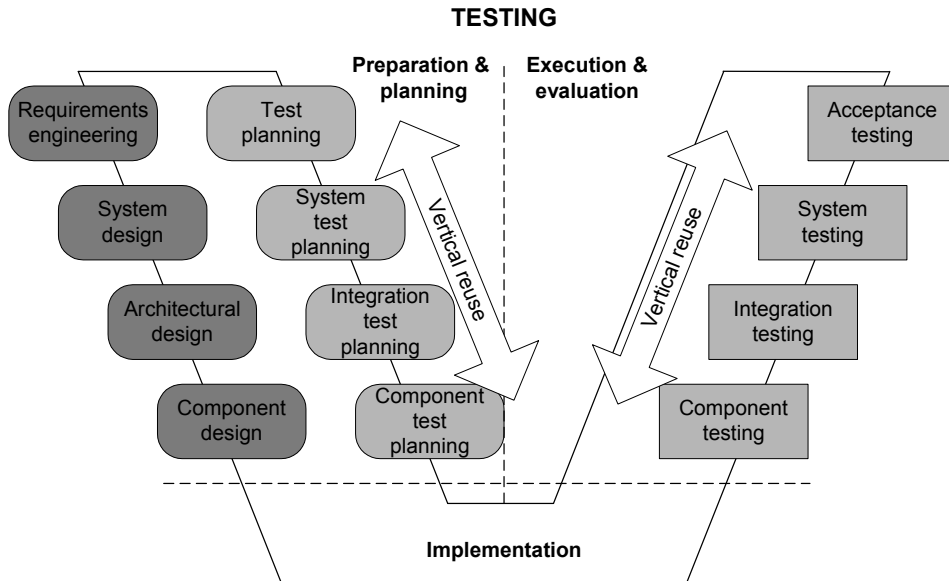 TESTING
Preparation &
planning
Execution &
evaluation
Requirements
engineering
Test
planning
Acceptance
testing
System
design
System
test
planning
Vertical reuse
Vertical reuse
System
testing
Architectural
design
Integration
test
planning
Integration
testing
Component
design
Component
test
planning
Component
testing
Implementation